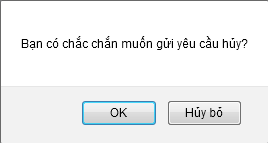 Bạn có chắc chắn muốn gửi yêu cầu hủy?
OK
Hủy bỏ